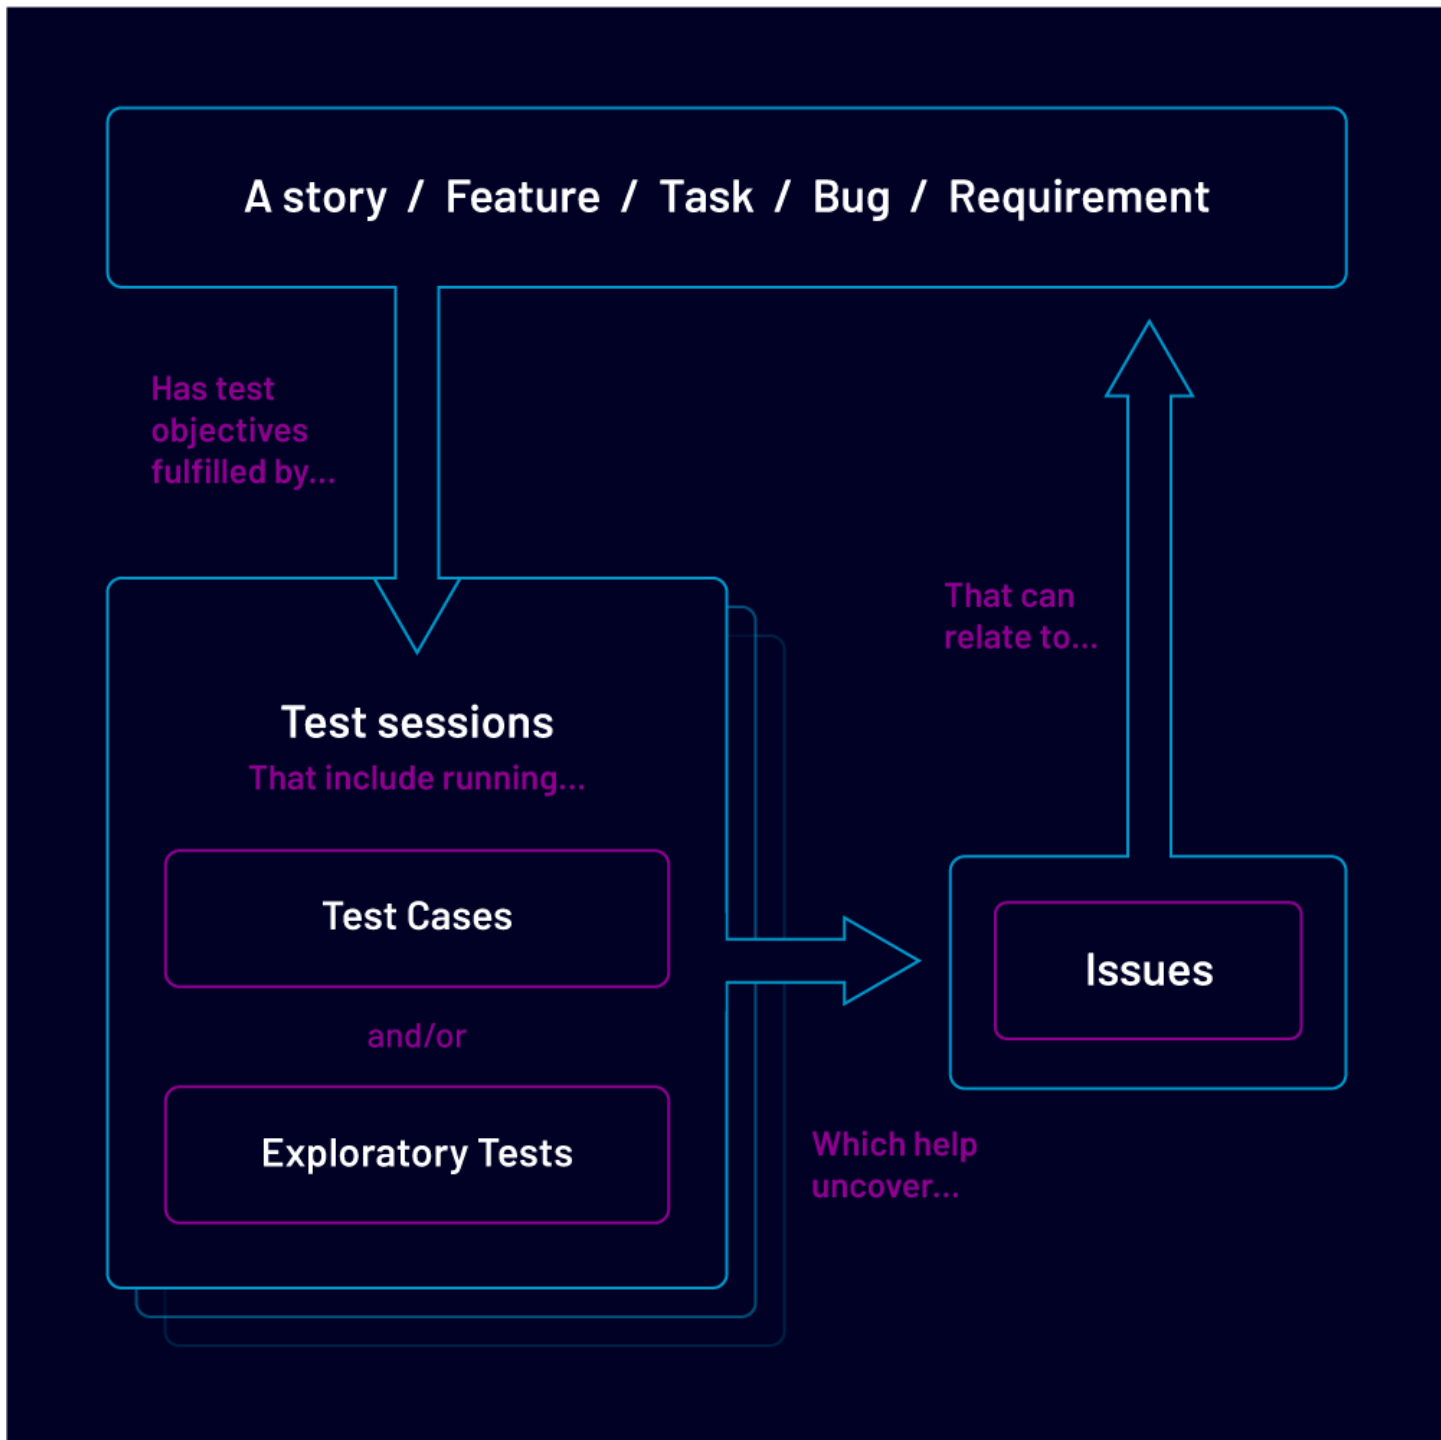 A story / Feature / Task / Bug / Requirement
Has test
objectives
fulfilled by...
Test sessions
That include running...
Test Cases
and/or
Exploratory Tests
Which help
uncover...
Issues
That can
relate to...